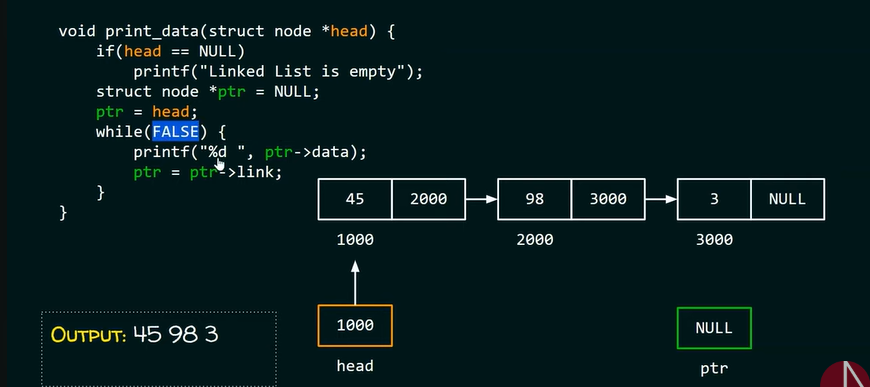 void print_data(struct node *head) {
    if(head == NULL)
        printf("Linked List is empty");
    struct node *ptr = NULL;
    ptr = head;
    while(FALSE) {
        printf("%d ", ptr->data);
        ptr = ptr->link;
    }
}
45 2000 98 3000 3 NULL
1000 2000 3000
OUTPUT: 45 98 3
1000 NULL
head ptr